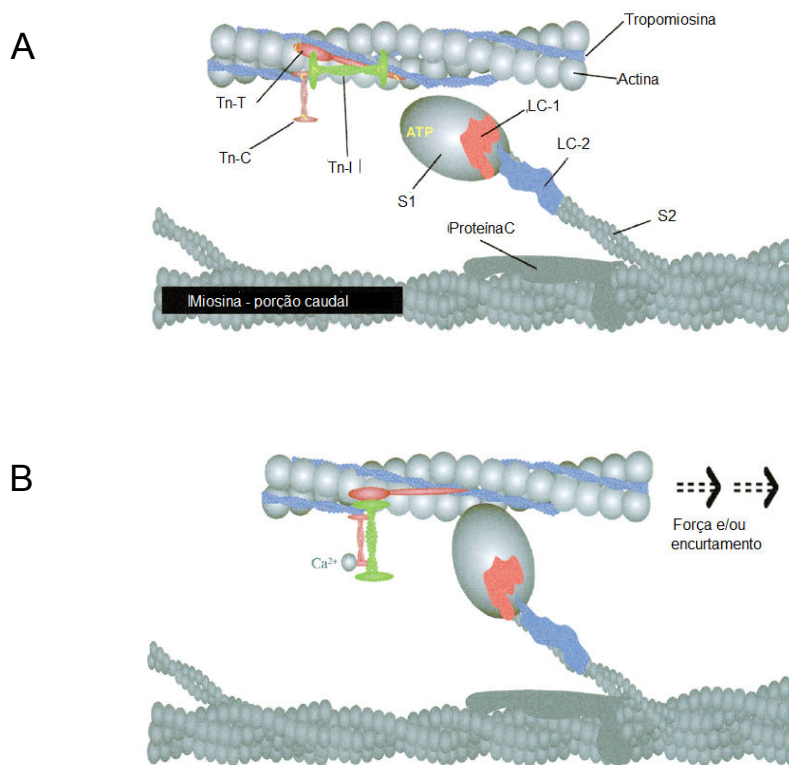 A
Tropomiosina
Actina
Tn-T
Tn-C
Tn-I
ATP
LC-1
LC-2
S1
S2
Proteína C
Miosina - porção caudal
B
Ca2+
Força e/ou
encurtamento